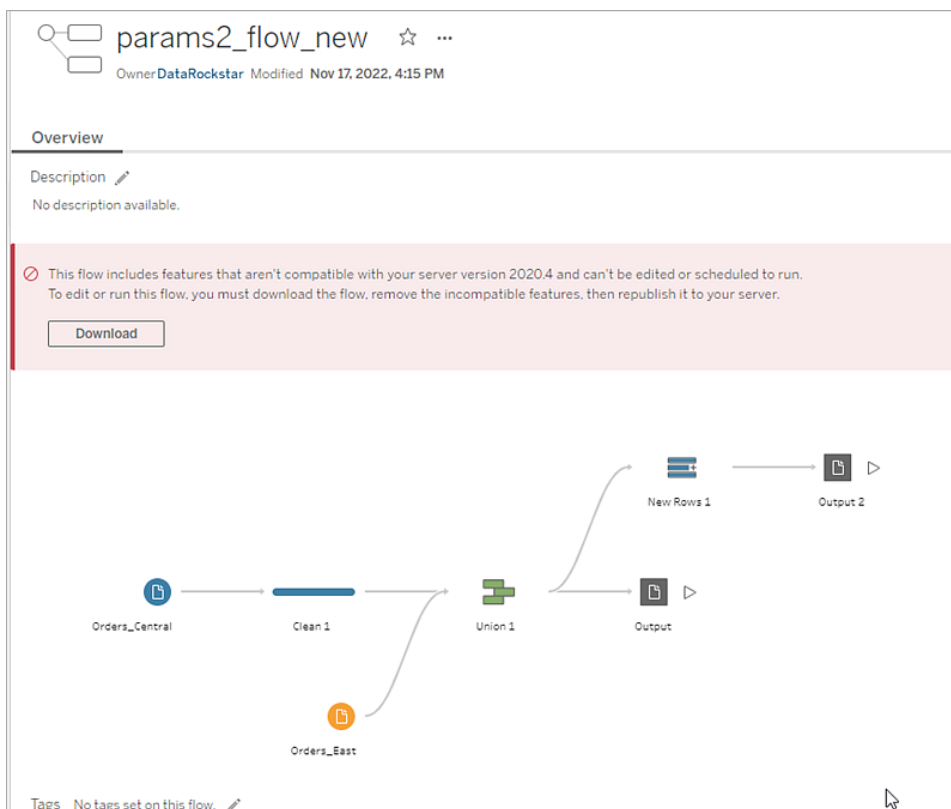 params2_flow_new
Owner DataRockstar Modified Nov 17, 2022, 4:15 PM
Overview
Description
No description available.
This flow includes features that aren't compatible with your server version 2020.4 and can't be edited or scheduled to run.
To edit or run this flow, you must download the flow, remove the incompatible features, then republish it to your server.
Download
New Rows 1
Output 2
Orders_Central
Clean 1
Union 1
Output
Orders_East
Tags No tags set on this flow.